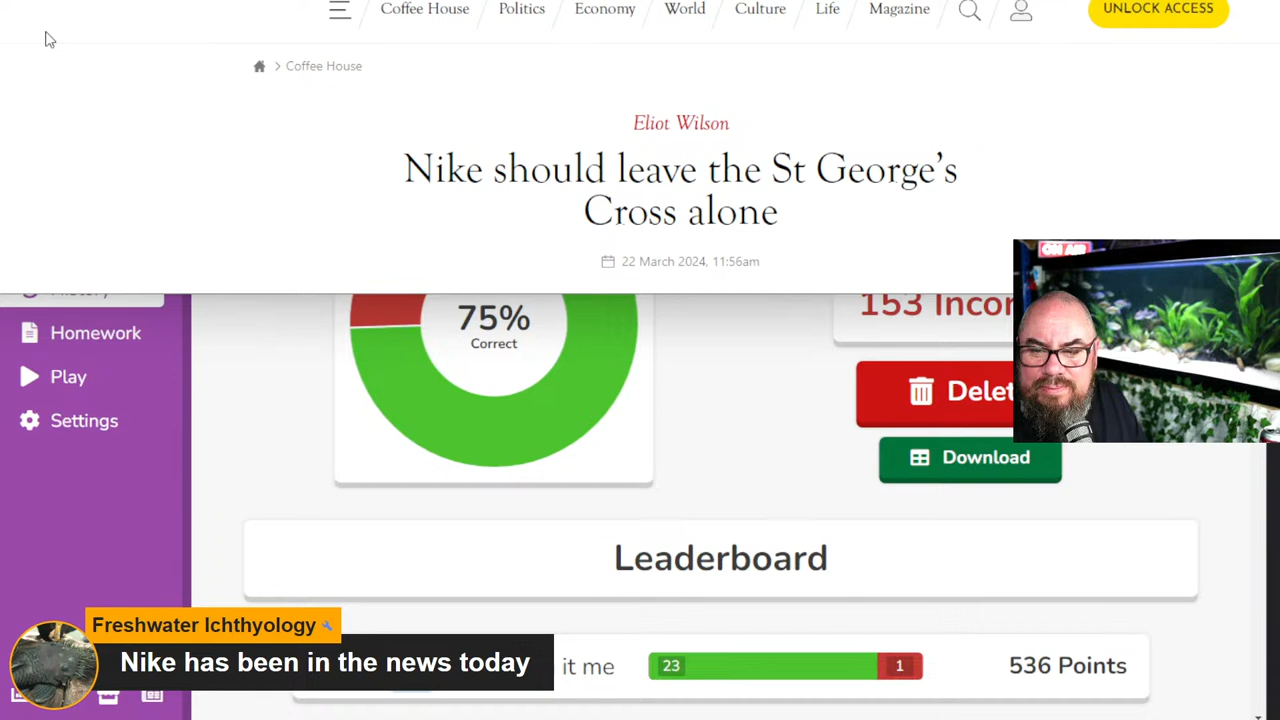 Coffee House
Politics
Economy
World
Culture
Life
Magazine
UNLOCK ACCESS
Coffee House
Eliot Wilson
Nike should leave the St George's
Cross alone
22 March 2024, 11:56am
ON AIR
Homework
Play
Settings
75%
Correct
153 Incor
Delet
Download
Leaderboard
it me
23
1
536 Points
Freshwater Ichthyology
Nike has been in the news today